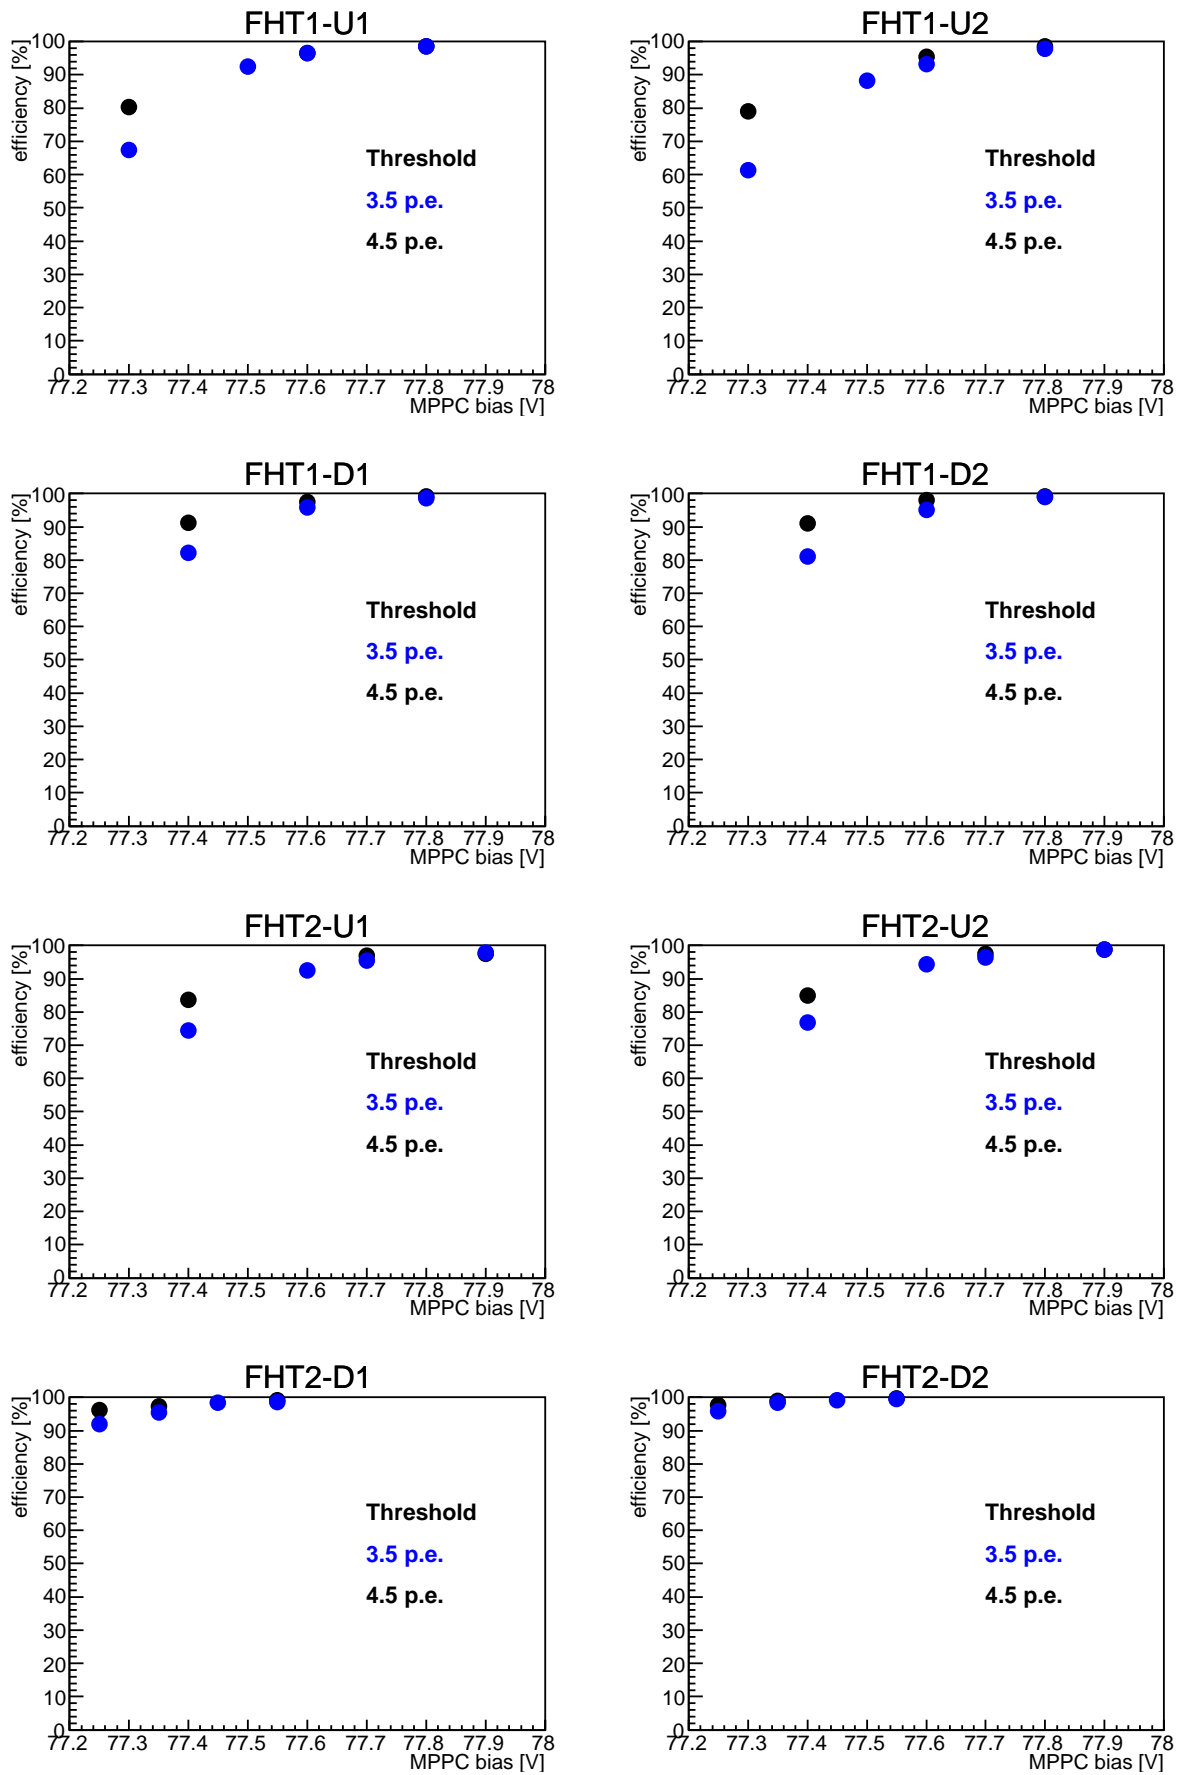 FHT1-U1
efficiency [%]
100
90
80
70
60
50
40
30
20
10
0
77.2 77.3 77.4 77.5 77.6 77.7 77.8 77.9 78
MPPC bias [V]
Threshold
3.5 p.e.
4.5 p.e.
FHT1-U2
efficiency [%]
100
90
80
70
60
50
40
30
20
10
0
77.2 77.3 77.4 77.5 77.6 77.7 77.8 77.9 78
MPPC bias [V]
Threshold
3.5 p.e.
4.5 p.e.
FHT1-D1
efficiency [%]
100
90
80
70
60
50
40
30
20
10
0
77.2 77.3 77.4 77.5 77.6 77.7 77.8 77.9 78
MPPC bias [V]
Threshold
3.5 p.e.
4.5 p.e.
FHT1-D2
efficiency [%]
100
90
80
70
60
50
40
30
20
10
0
77.2 77.3 77.4 77.5 77.6 77.7 77.8 77.9 78
MPPC bias [V]
Threshold
3.5 p.e.
4.5 p.e.
FHT2-U1
efficiency [%]
100
90
80
70
60
50
40
30
20
10
0
77.2 77.3 77.4 77.5 77.6 77.7 77.8 77.9 78
MPPC bias [V]
Threshold
3.5 p.e.
4.5 p.e.
FHT2-U2
efficiency [%]
100
90
80
70
60
50
40
30
20
10
0
77.2 77.3 77.4 77.5 77.6 77.7 77.8 77.9 78
MPPC bias [V]
Threshold
3.5 p.e.
4.5 p.e.
FHT2-D1
efficiency [%]
100
90
80
70
60
50
40
30
20
10
0
77.2 77.3 77.4 77.5 77.6 77.7 77.8 77.9 78
MPPC bias [V]
Threshold
3.5 p.e.
4.5 p.e.
FHT2-D2
efficiency [%]
100
90
80
70
60
50
40
30
20
10
0
77.2 77.3 77.4 77.5 77.6 77.7 77.8 77.9 78
MPPC bias [V]
Threshold
3.5 p.e.
4.5 p.e.